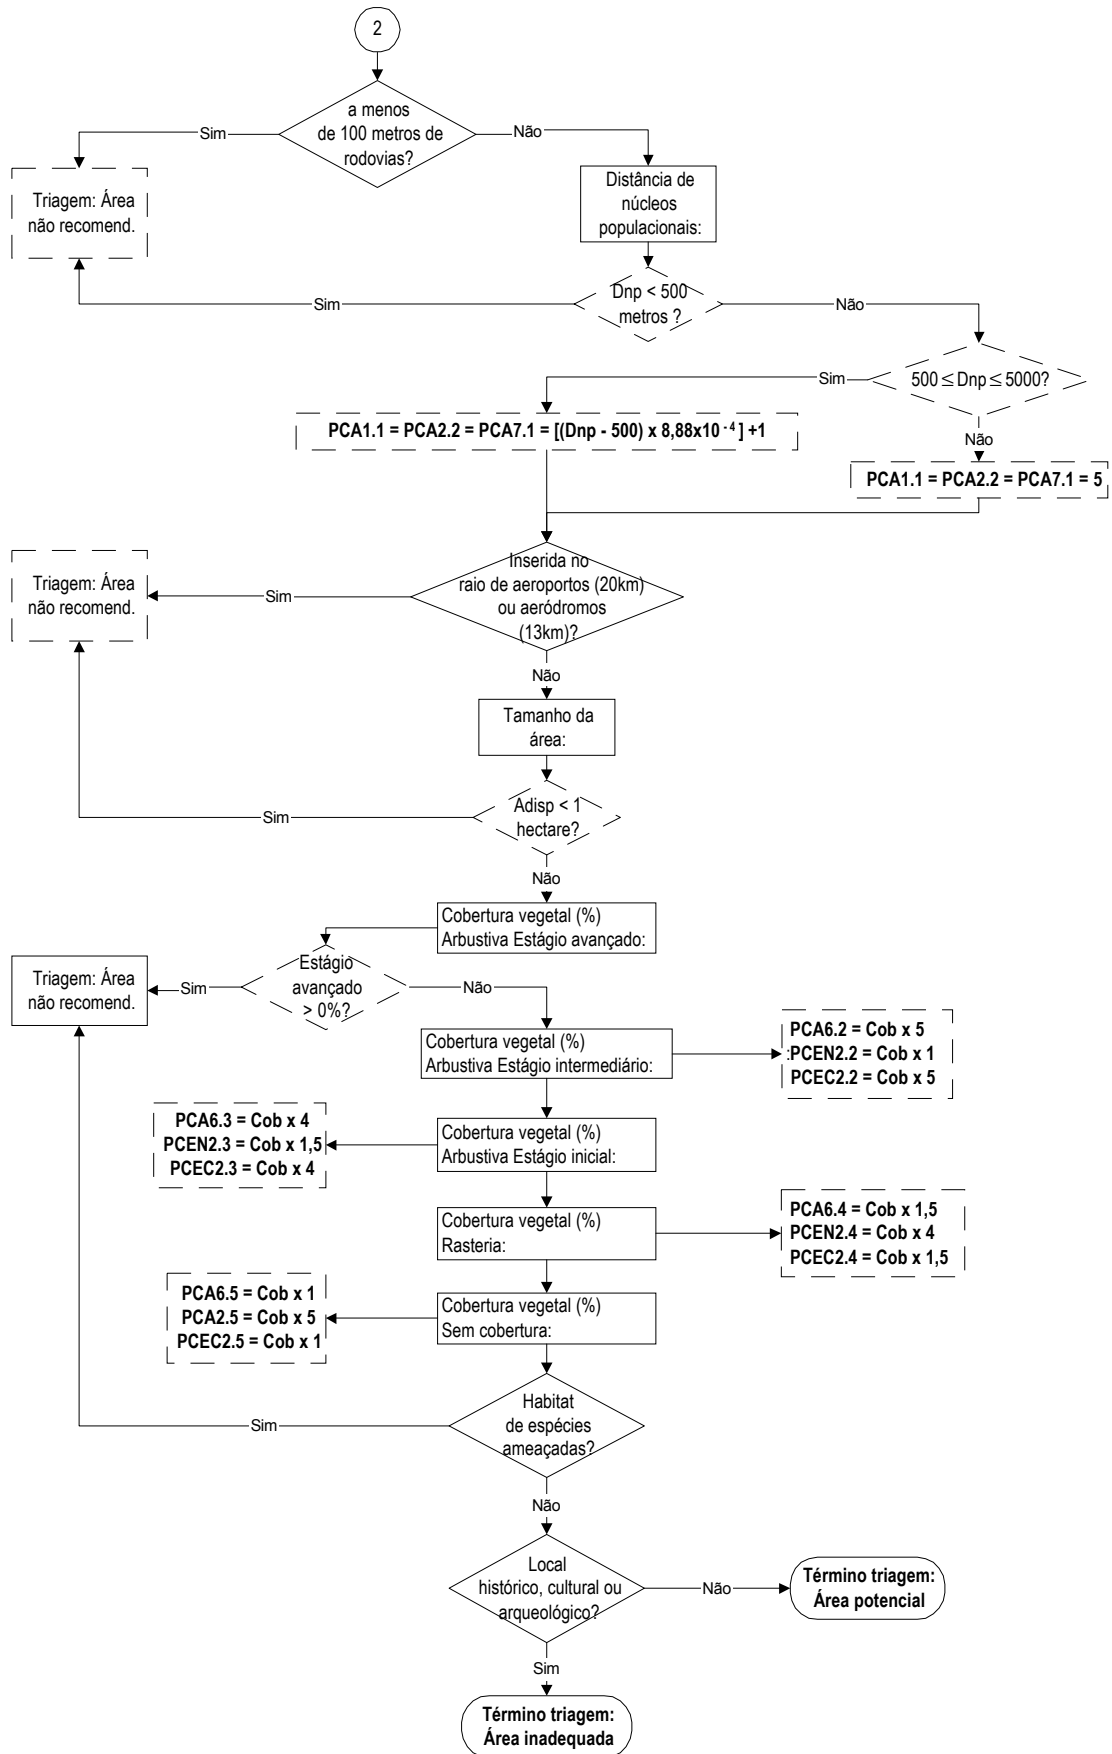 2
a menos
de 100 metros de
rodovias?
Sim
Não
Triagem: Área
não recomend.
Distância de
núcleos
populacionais:
Dnp < 500
metros ?
Sim
Não
500 ≤ Dnp ≤ 5000?
Sim
Não
PCA1.1 = PCA2.2 = PCA7.1 = [(Dnp - 500) x 8,88x10⁻⁴] +1
PCA1.1 = PCA2.2 = PCA7.1 = 5
Inserida no
raio de aeroportos (20km)
ou aeródromos
(13km)?
Sim
Triagem: Área
não recomend.
Não
Tamanho da
área:
Adisp < 1
hectare?
Sim
Não
Cobertura vegetal (%)
Arbustiva Estágio avançado:
Estágio
avançado
> 0%?
Sim
Não
Triagem: Área
não recomend.
Cobertura vegetal (%)
Arbustiva Estágio intermediário:
PCA6.2 = Cob x 5
:PCEN2.2 = Cob x 1
PCEC2.2 = Cob x 5
Cobertura vegetal (%)
Arbustiva Estágio inicial:
PCA6.3 = Cob x 4
PCEN2.3 = Cob x 1,5
PCEC2.3 = Cob x 4
Cobertura vegetal (%)
Rasteria:
PCA6.4 = Cob x 1,5
PCEN2.4 = Cob x 4
PCEC2.4 = Cob x 1,5
Cobertura vegetal (%)
Sem cobertura:
PCA6.5 = Cob x 1
PCA2.5 = Cob x 5
PCEC2.5 = Cob x 1
Habitat
de espécies
ameaçadas?
Sim
Não
Local
histórico, cultural ou
arqueológico?
Não
Término triagem:
Área potencial
Sim
Término triagem:
Área inadequada